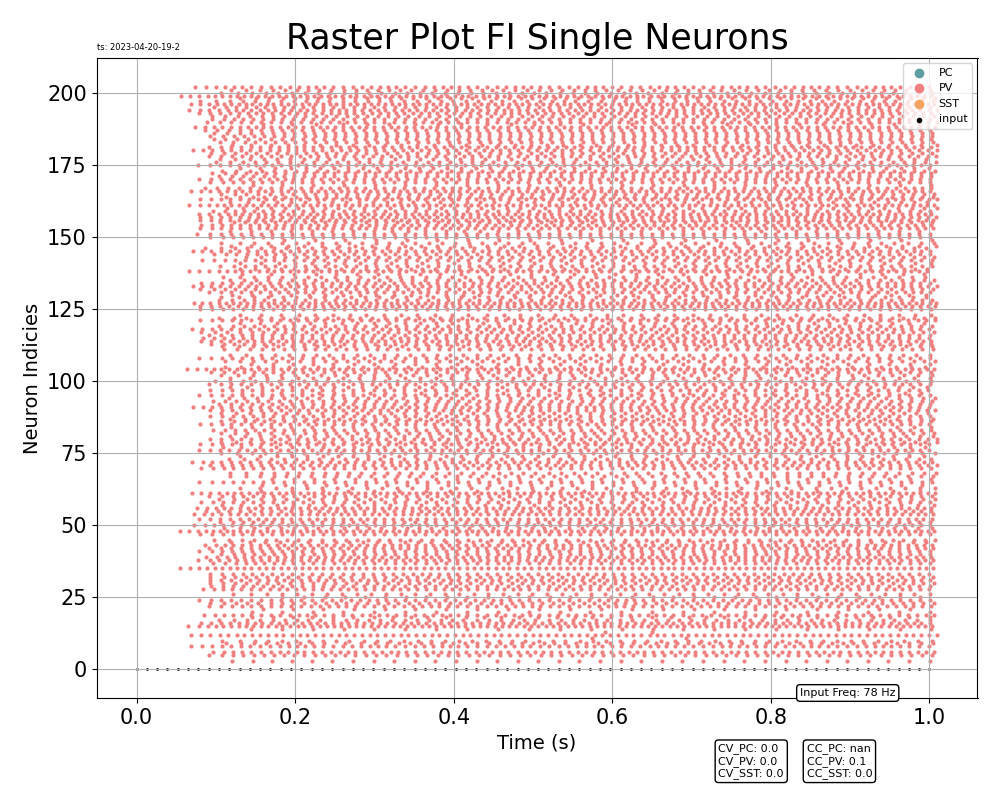 Raster Plot FI Single Neurons
ts: 2023-04-20-19-2
PC
PV
SST
input
200
175
150
125
100
75
50
25
0
Neuron Indicies
0.0 0.2 0.4 0.6 0.8 1.0
Time (s)
Input Freq: 78 Hz
CV_PC: 0.0
CV_PV: 0.0
CV_SST: 0.0
CC_PC: nan
CC_PV: 0.1
CC_SST: 0.0